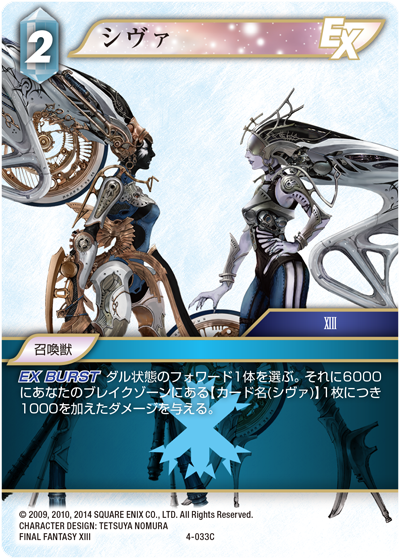 2
シヴァ
EX
XIII
召喚獣
EX BURST ダル状態のフォワード1体を選ぶ。それに6000
にあなたのブレイクゾーンにある【カード名(シヴァ)】1枚につき
1000を加えたダメージを与える。
© 2009, 2010, 2014 SQUARE ENIX CO., LTD. All Rights Reserved.
CHARACTER DESIGN: TETSUYA NOMURA
FINAL FANTASY XIII 4-033C